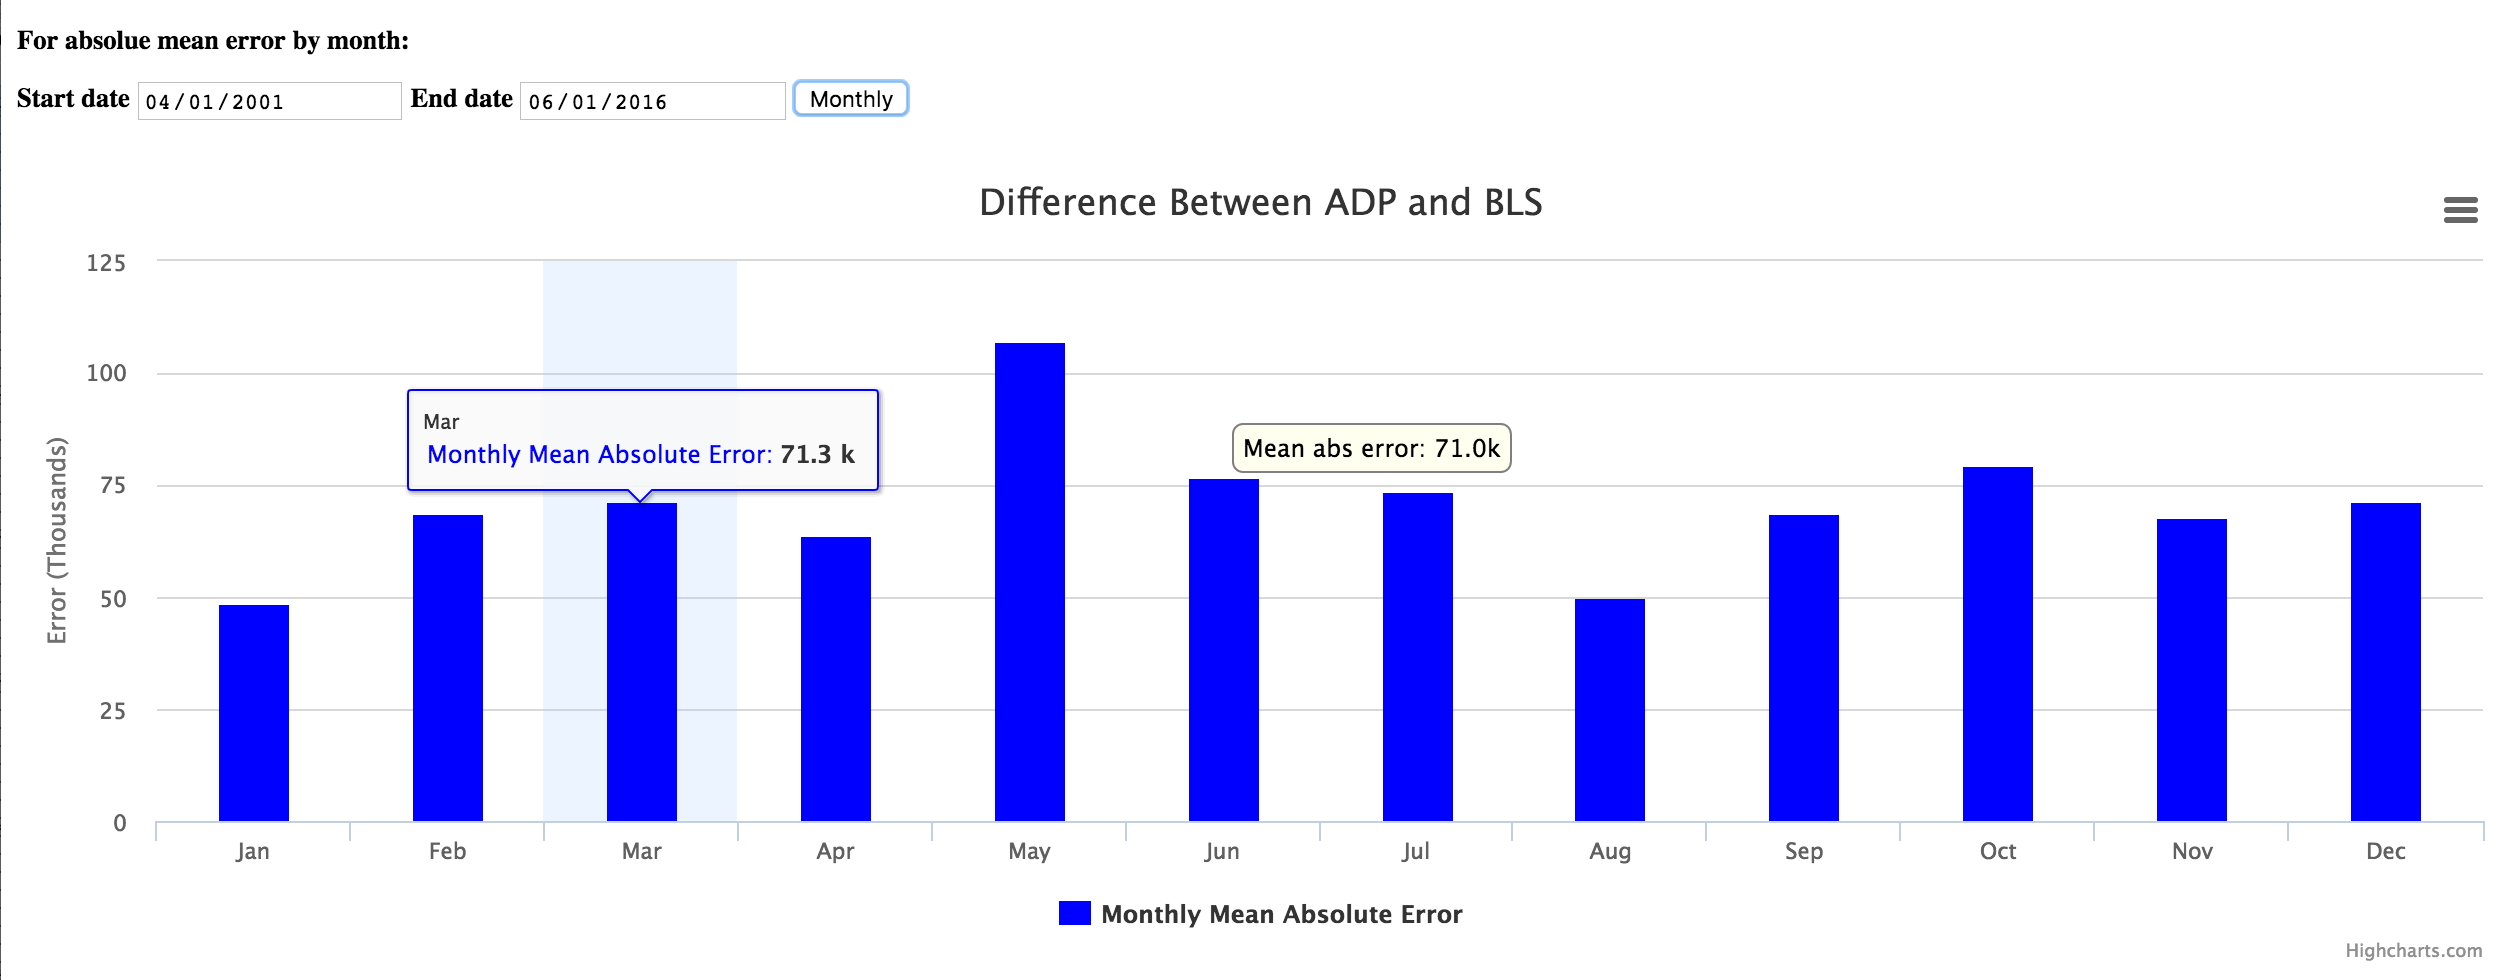 For absolue mean error by month:
Start date 04/01/2001 End date 06/01/2016 Monthly
Difference Between ADP and BLS
125
100
75
50
25
0
Error (Thousands)
Mar
Monthly Mean Absolute Error: 71.3 k
Mean abs error: 71.0k
Jan Feb Mar Apr May Jun Jul Aug Sep Oct Nov Dec
Monthly Mean Absolute Error
Highcharts.com